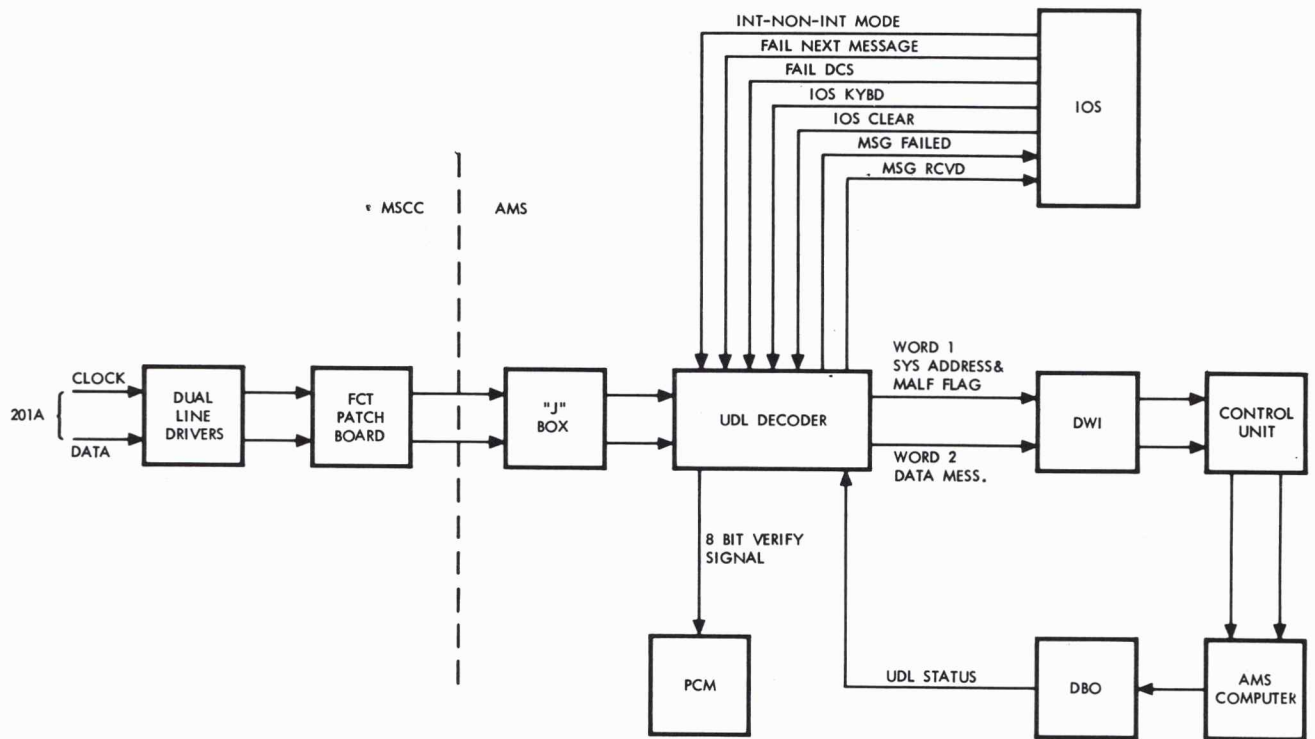 INT-NON-INT MODE
FAIL NEXT MESSAGE
FAIL DCS
IOS KYBD
IOS CLEAR
MSG FAILED
MSG RCVD
IOS
MSCC
AMS
201A
CLOCK
DATA
DUAL
LINE
DRIVERS
FCT
PATCH
BOARD
"J"
BOX
UDL DECODER
WORD 1
SYS ADDRESS&
MALF FLAG
WORD 2
DATA MESS.
DWI
CONTROL
UNIT
8 BIT VERIFY
SIGNAL
PCM
UDL STATUS
DBO
AMS
COMPUTER